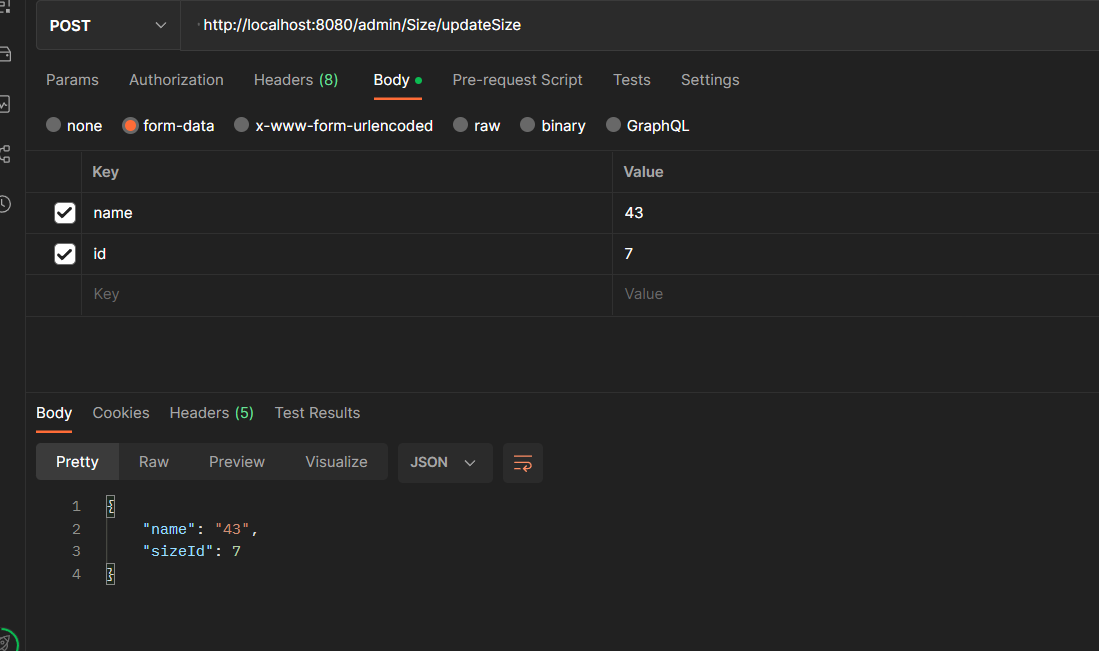 POST http://localhost:8080/admin/Size/updateSize
Params Authorization Headers (8) Body Pre-request Script Tests Settings
none form-data x-www-form-urlencoded raw binary GraphQL
Key Value
name 43
id 7
Key Value
Body Cookies Headers (5) Test Results
Pretty Raw Preview Visualize JSON
1 {
2 "name": "43",
3 "sizeId": 7
4 }